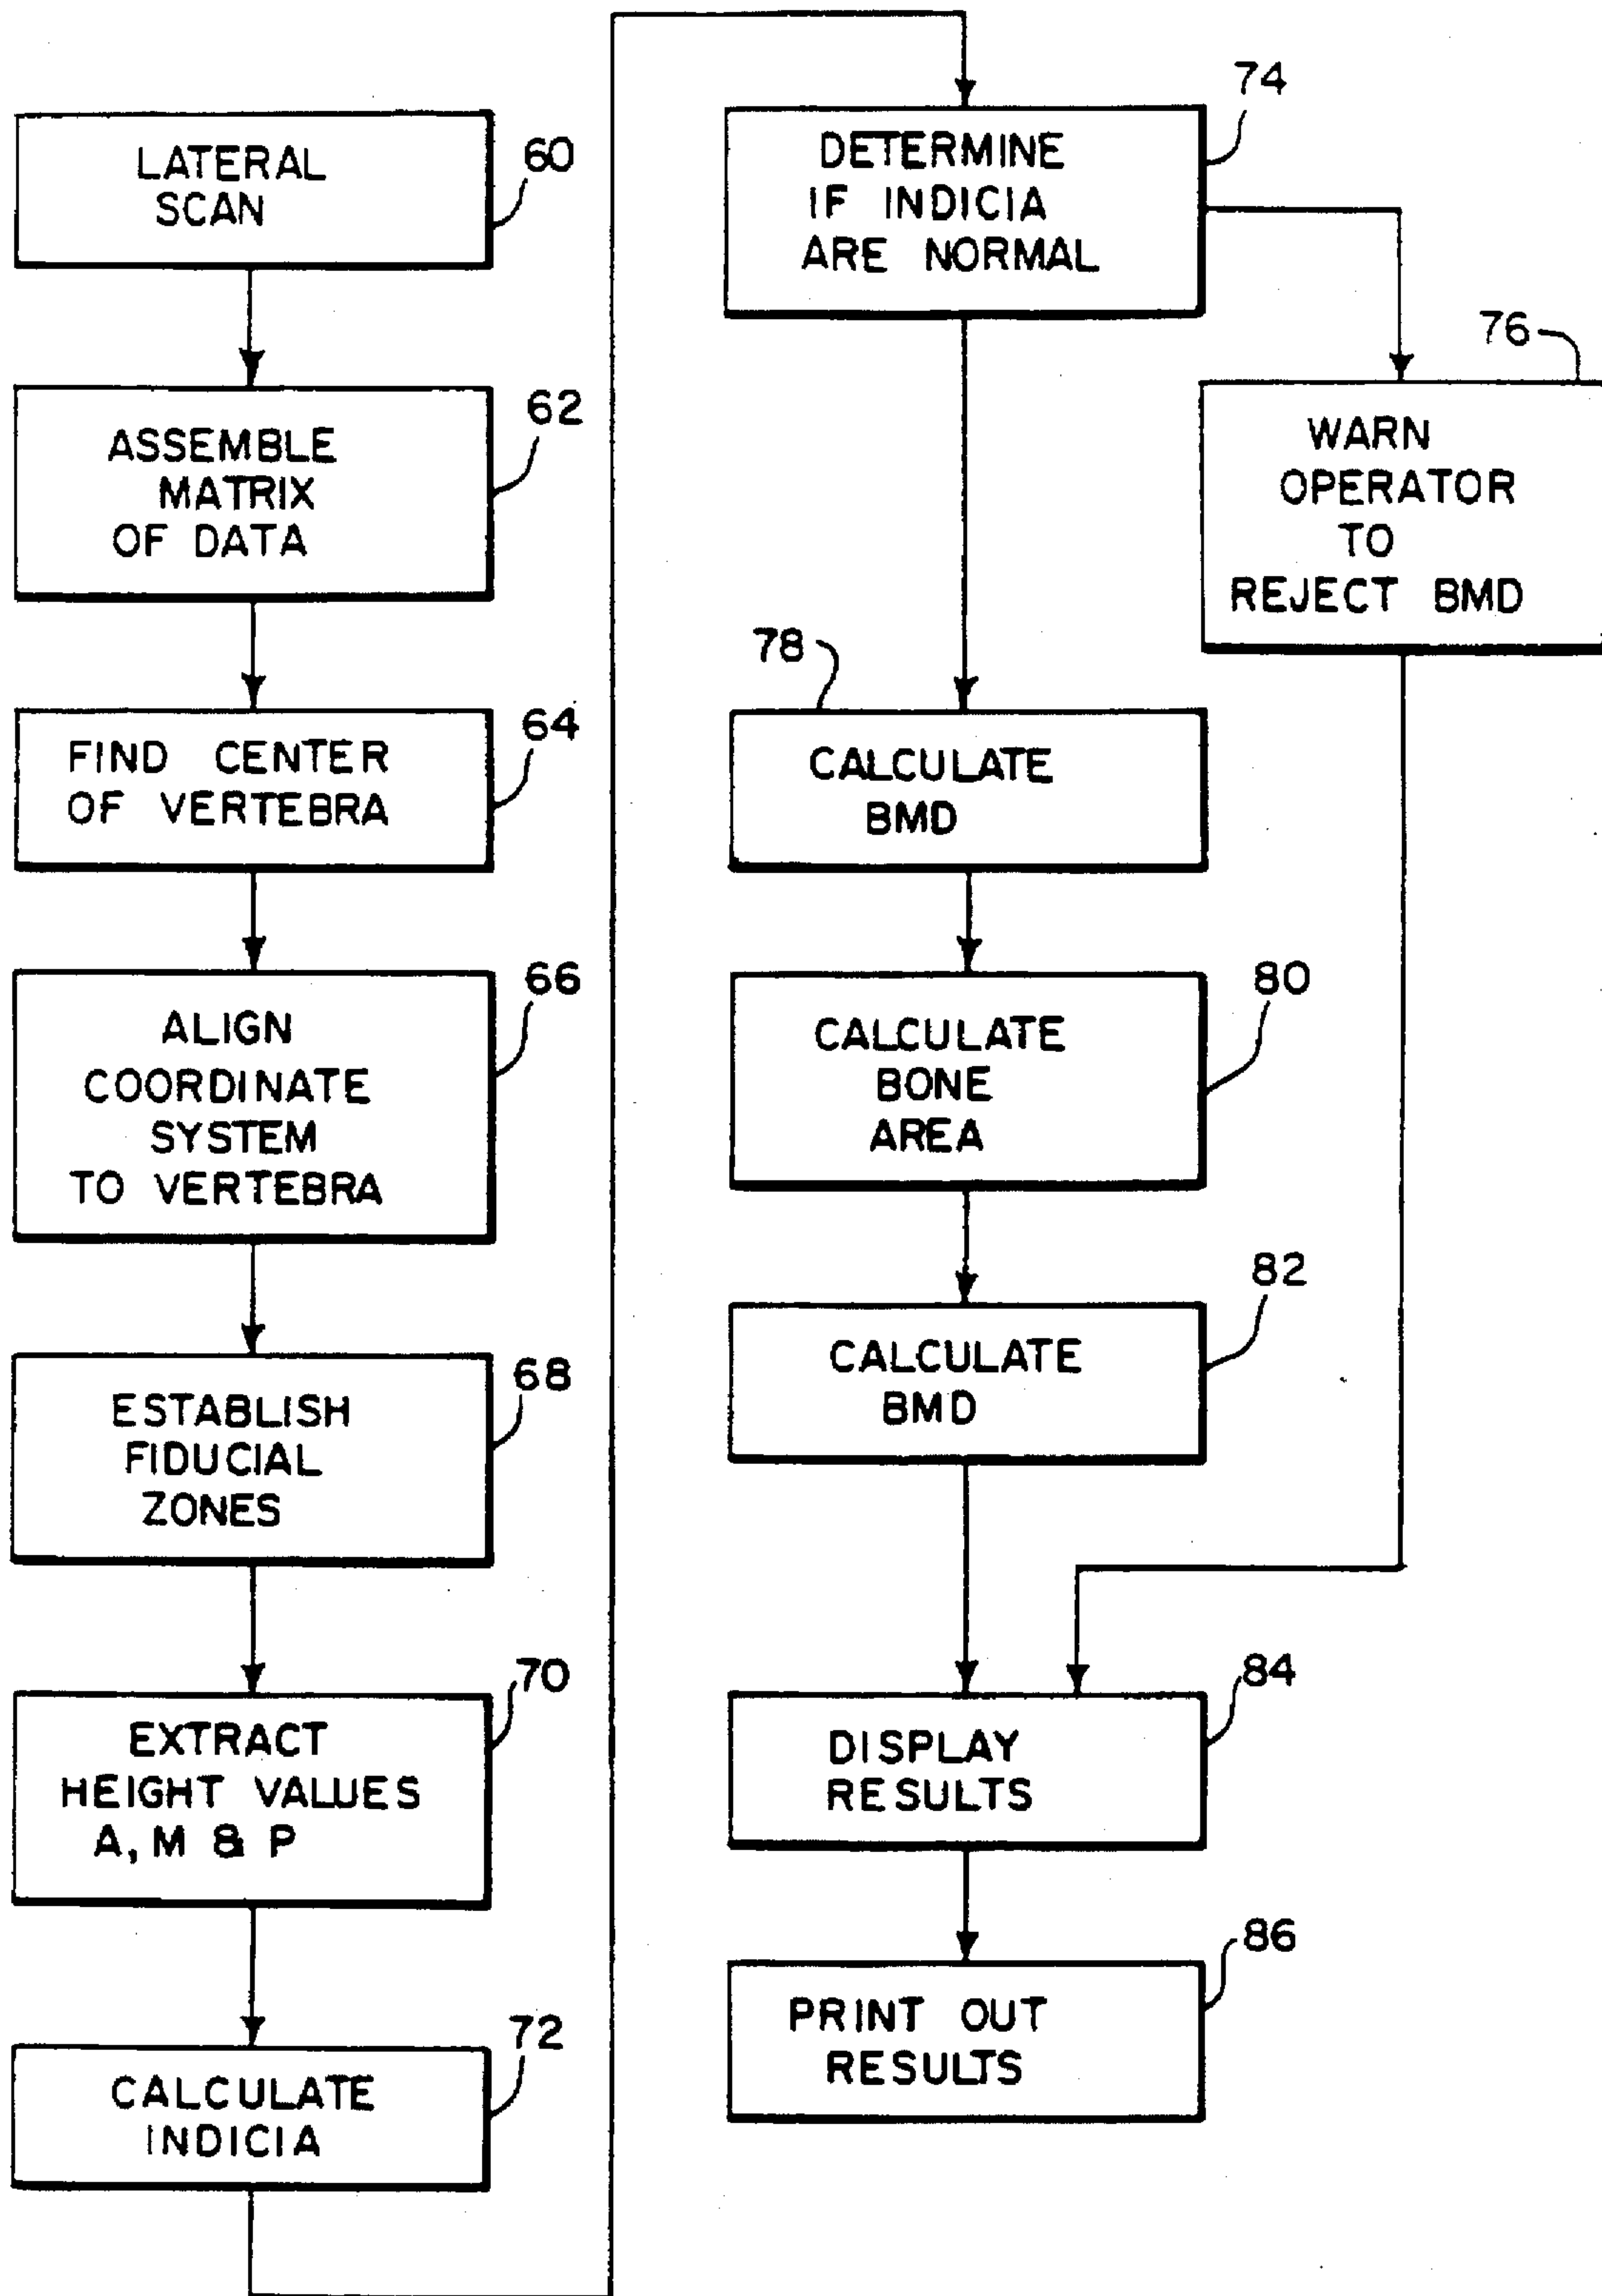 LATERAL
SCAN
60
ASSEMBLE
MATRIX
OF DATA
62
FIND CENTER
OF VERTEBRA
64
ALIGN
COORDINATE
SYSTEM
TO VERTEBRA
66
ESTABLISH
FIDUCIAL
ZONES
68
EXTRACT
HEIGHT VALUES
A, M & P
70
CALCULATE
INDICIA
72
DETERMINE
IF INDICIA
ARE NORMAL
74
WARN
OPERATOR
TO
REJECT BMD
76
CALCULATE
BMD
78
CALCULATE
BONE
AREA
80
CALCULATE
BMD
82
DISPLAY
RESULTS
84
PRINT OUT
RESULTS
86